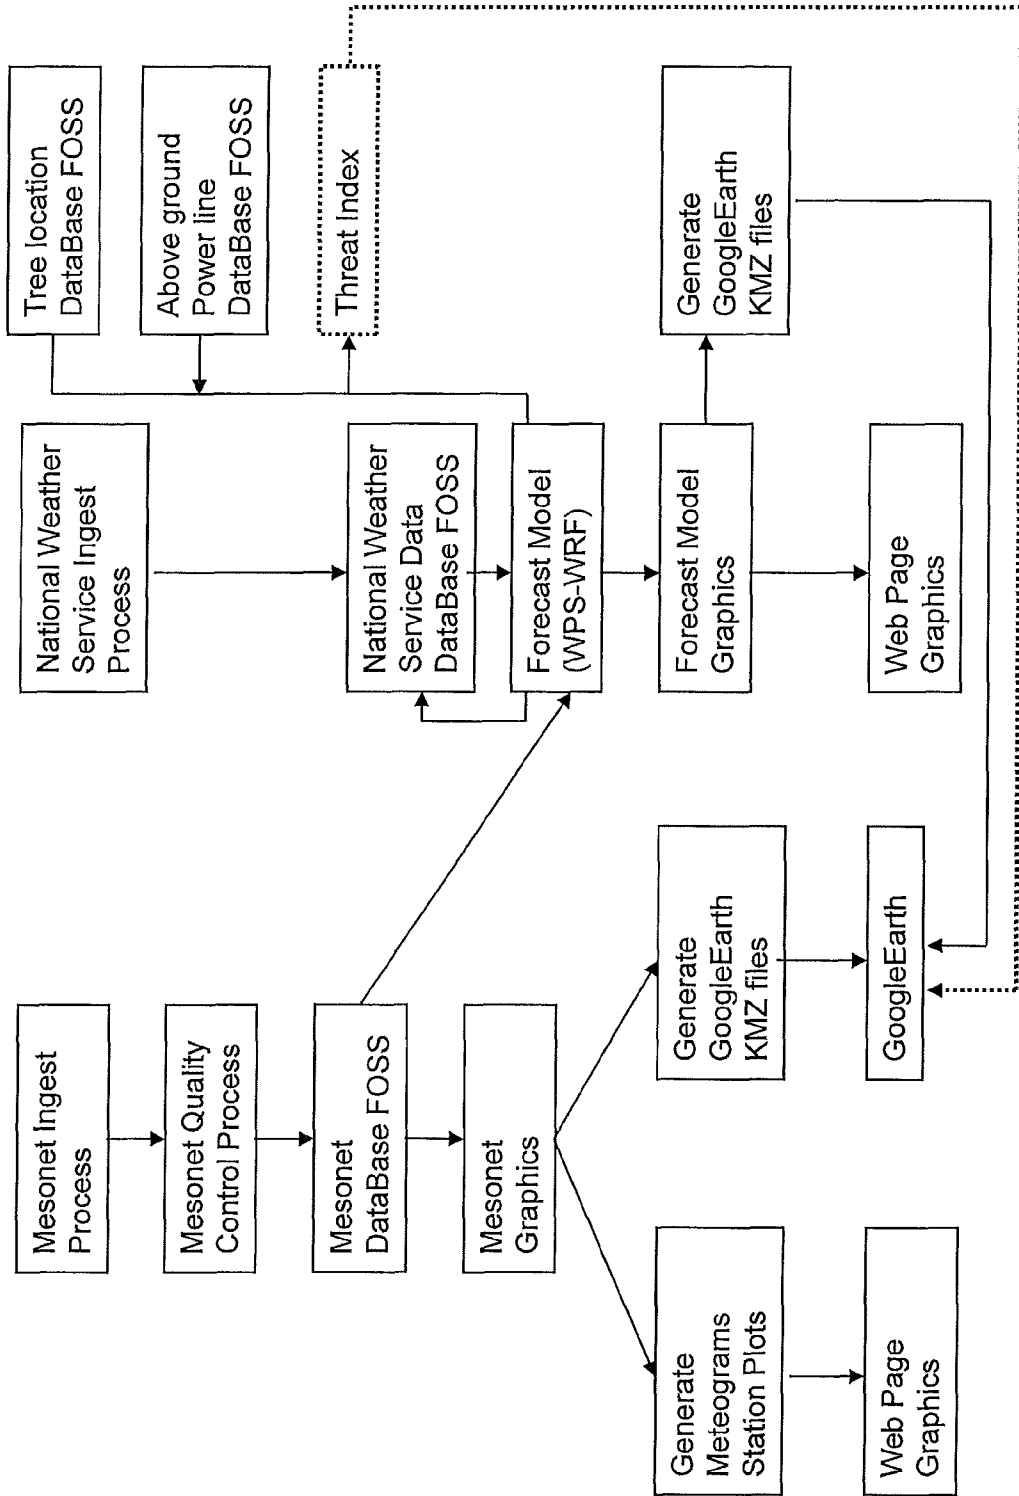 Mesonet Ingest
Process
Mesonet Quality
Control Process
Mesonet
DataBase FOSS
Mesonet
Graphics
Generate
Meteograms
Station Plots
Web Page
Graphics
Generate
GoogleEarth
KMZ files
GoogleEarth
National Weather
Service Ingest
Process
National Weather
Service Data
DataBase FOSS
Forecast Model
(WPS-WRF)
Forecast Model
Graphics
Web Page
Graphics
Tree location
DataBase FOSS
Above ground
Power line
DataBase FOSS
Threat Index
Generate
GoogleEarth
KMZ files